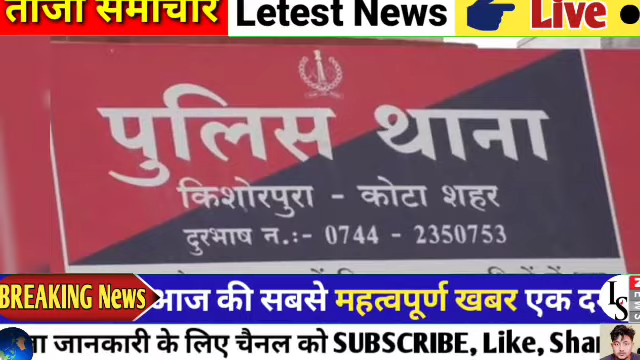 ताजा समाचार Letest News Live
पुलिस थाना
किशोरपुरा - कोटा शहर
दुरभाष न.:- 0744 - 2350753
BREAKING News आज की सबसे महत्वपूर्ण खबर एक
जानकारी के लिए चैनल को SUBSCRIBE, Like,